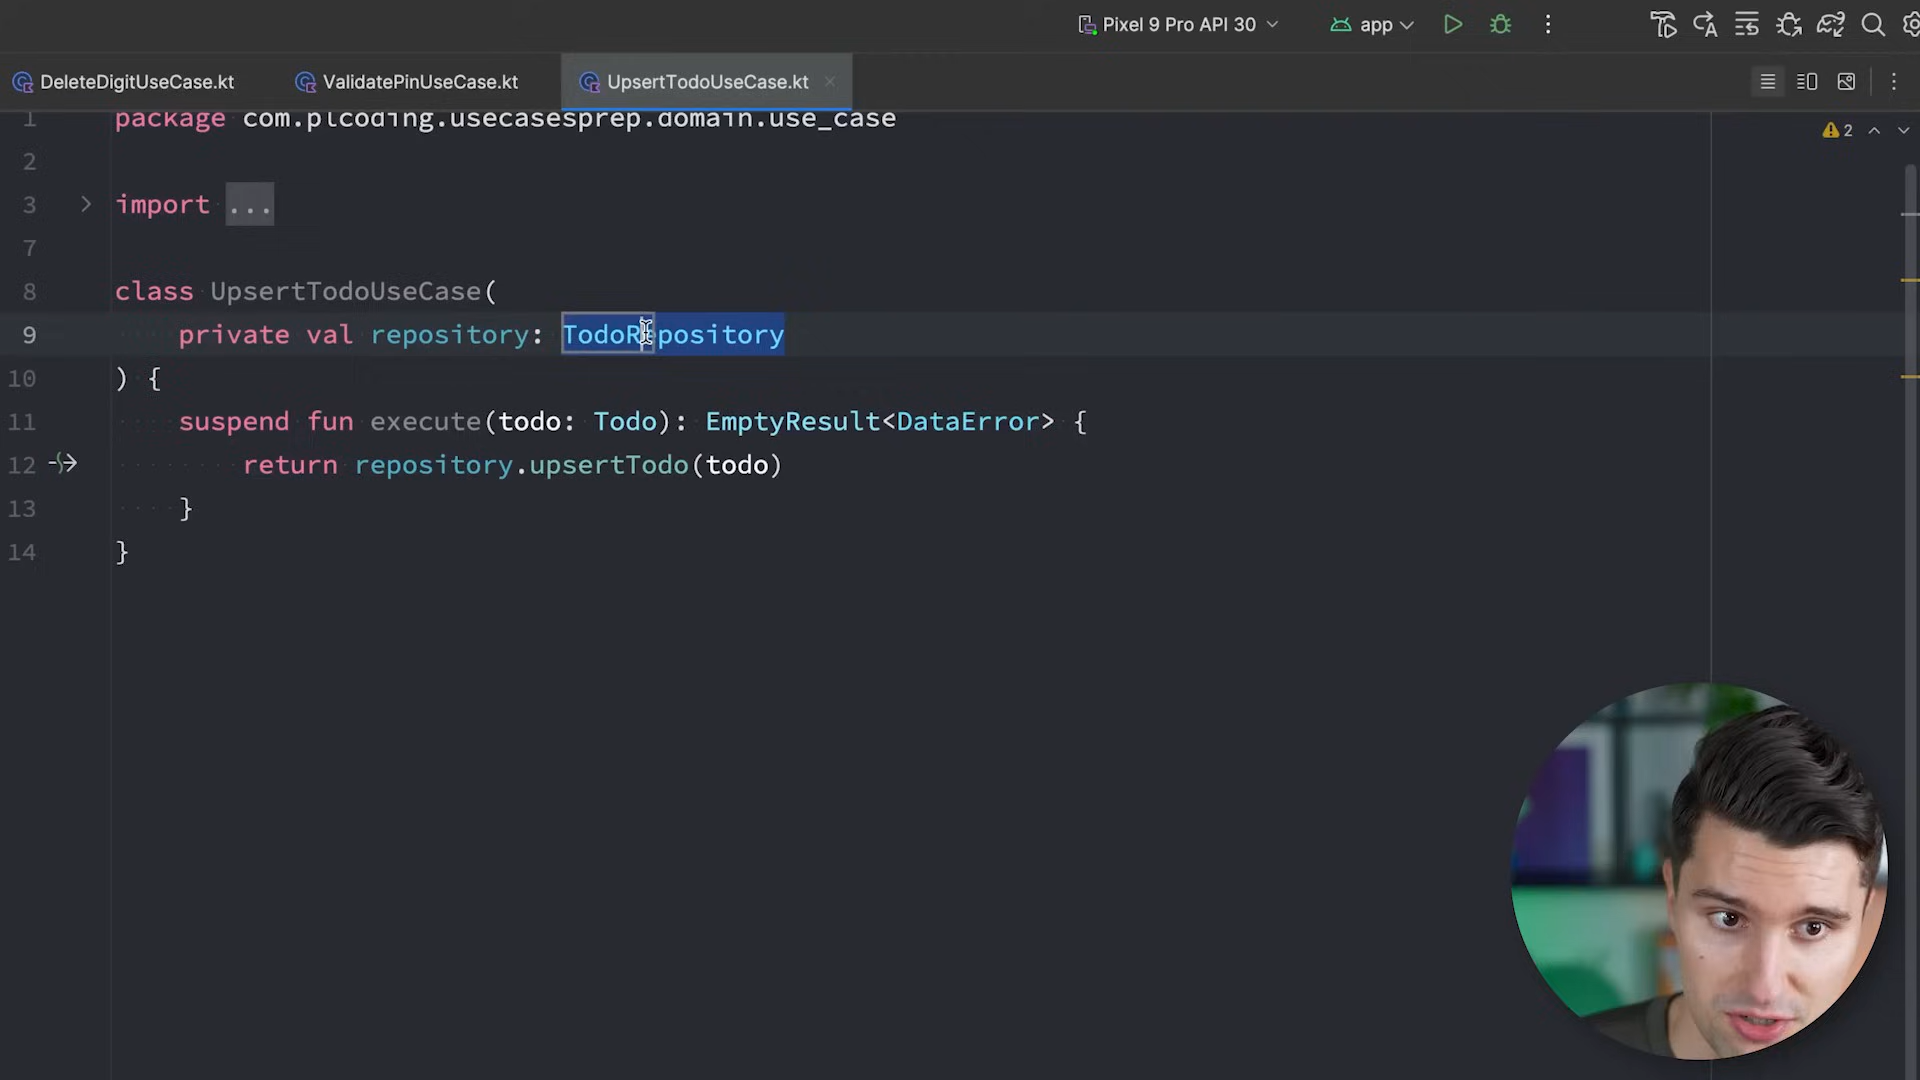 Pixel 9 Pro API 30 app
DeleteDigitUseCase.kt ValidatePinUseCase.kt UpsertTodoUseCase.kt
1 package com.plcoding.usecasesprep.domain.use_case
2
3 import ...
7
8 class UpsertTodoUseCase(
9 private val repository: TodoRepository
10 ) {
11 suspend fun execute(todo: Todo): EmptyResult<DataError> {
12 return repository.upsertTodo(todo)
13 }
14 }
2